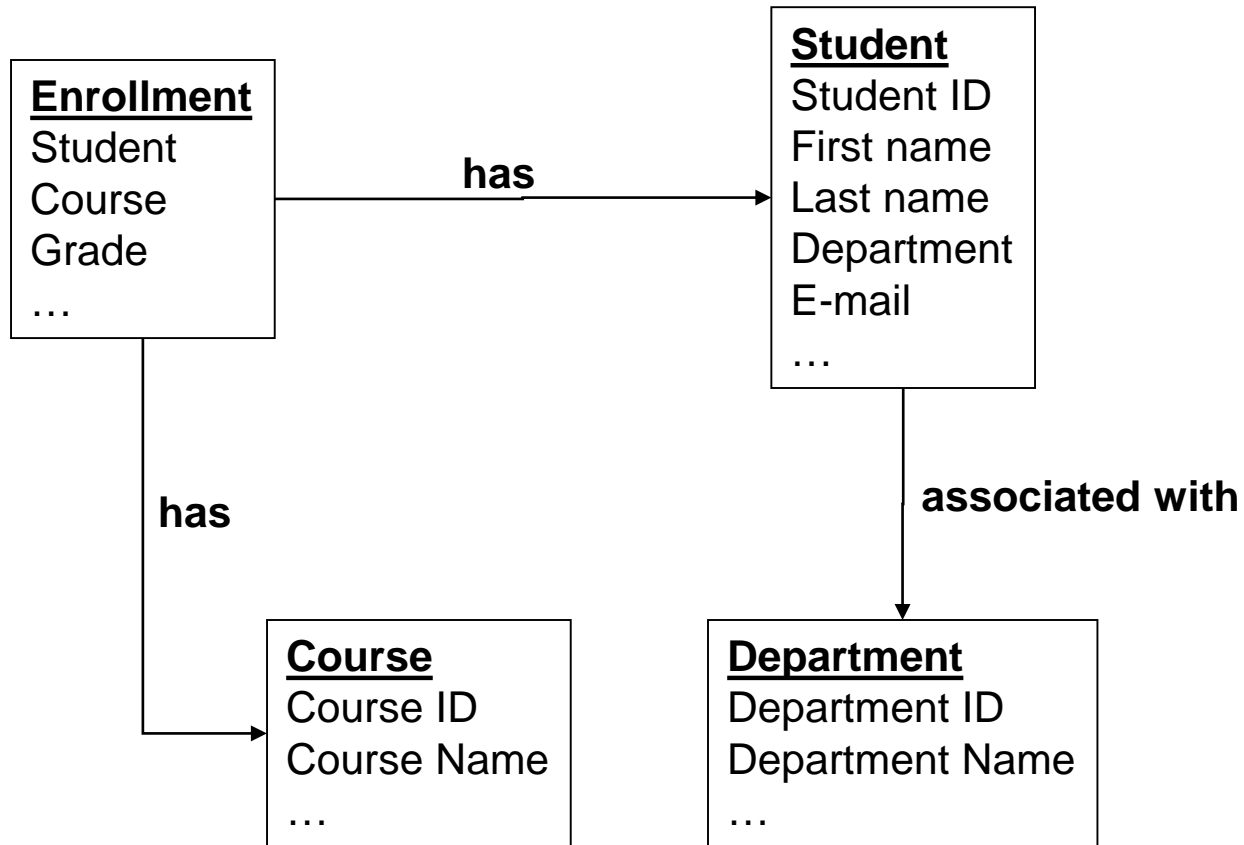 Enrollment
Student
Course
Grade
…
has
Student
Student ID
First name
Last name
Department
E-mail
…
has
associated with
Course
Course ID
Course Name
…
Department
Department ID
Department Name
…